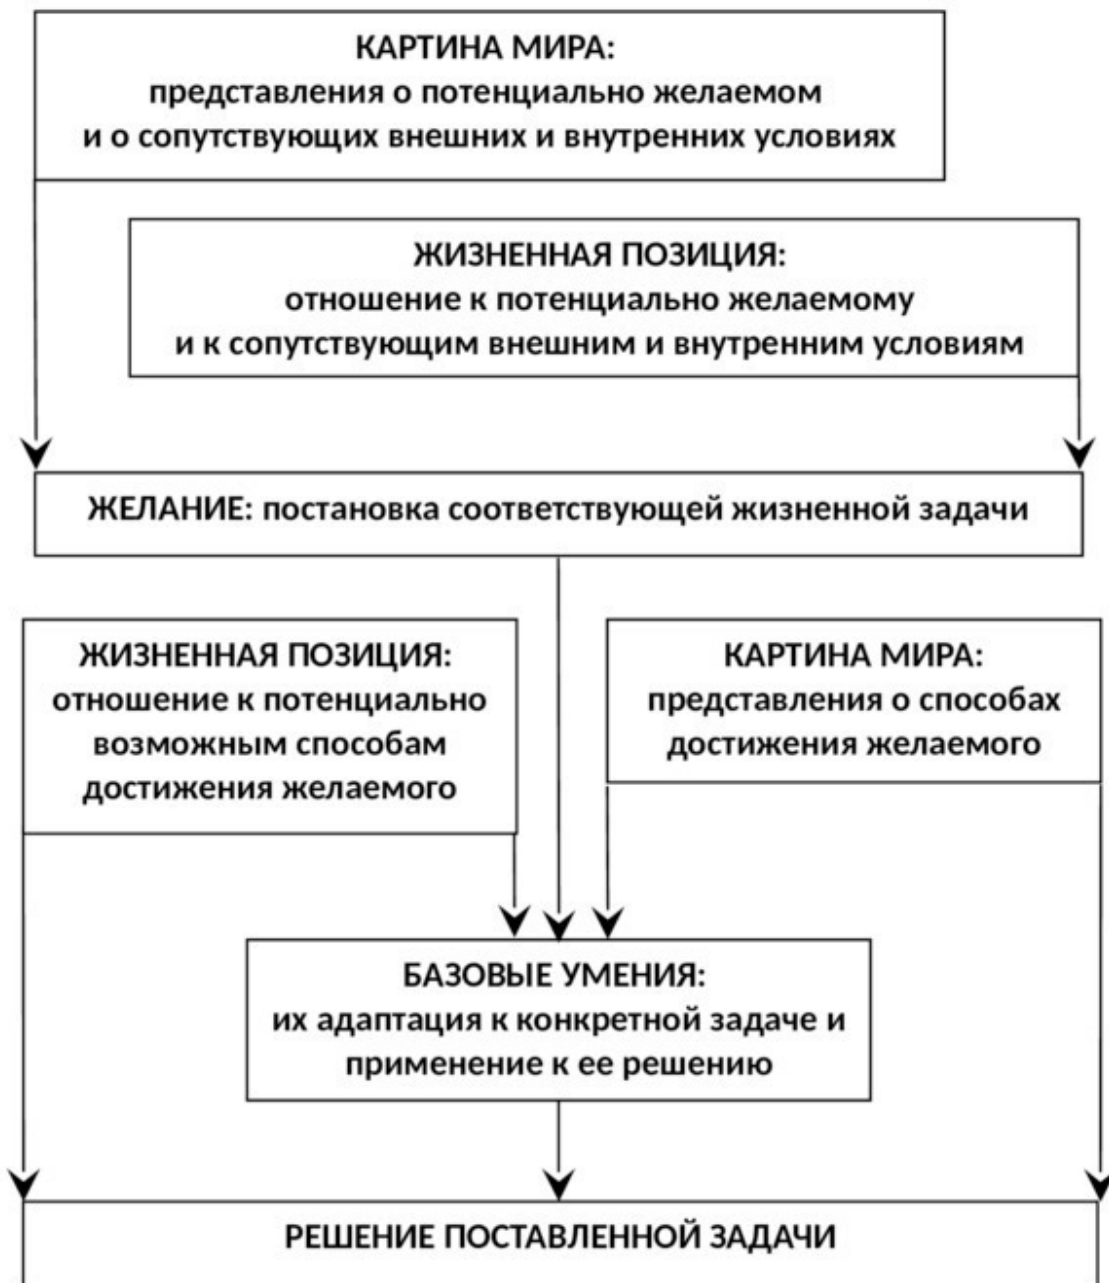 КАРТИНА МИРА:
представления о потенциально желаемом
и о сопутствующих внешних и внутренних условиях
ЖИЗНЕННАЯ ПОЗИЦИЯ:
отношение к потенциально желаемому
и к сопутствующим внешним и внутренним условиям
ЖЕЛАНИЕ: постановка соответствующей жизненной задачи
ЖИЗНЕННАЯ ПОЗИЦИЯ:
отношение к потенциально
возможным способам
достижения желаемого
КАРТИНА МИРА:
представления о способах
достижения желаемого
БАЗОВЫЕ УМЕНИЯ:
их адаптация к конкретной задаче и
применение к ее решению
РЕШЕНИЕ ПОСТАВЛЕННОЙ ЗАДАЧИ